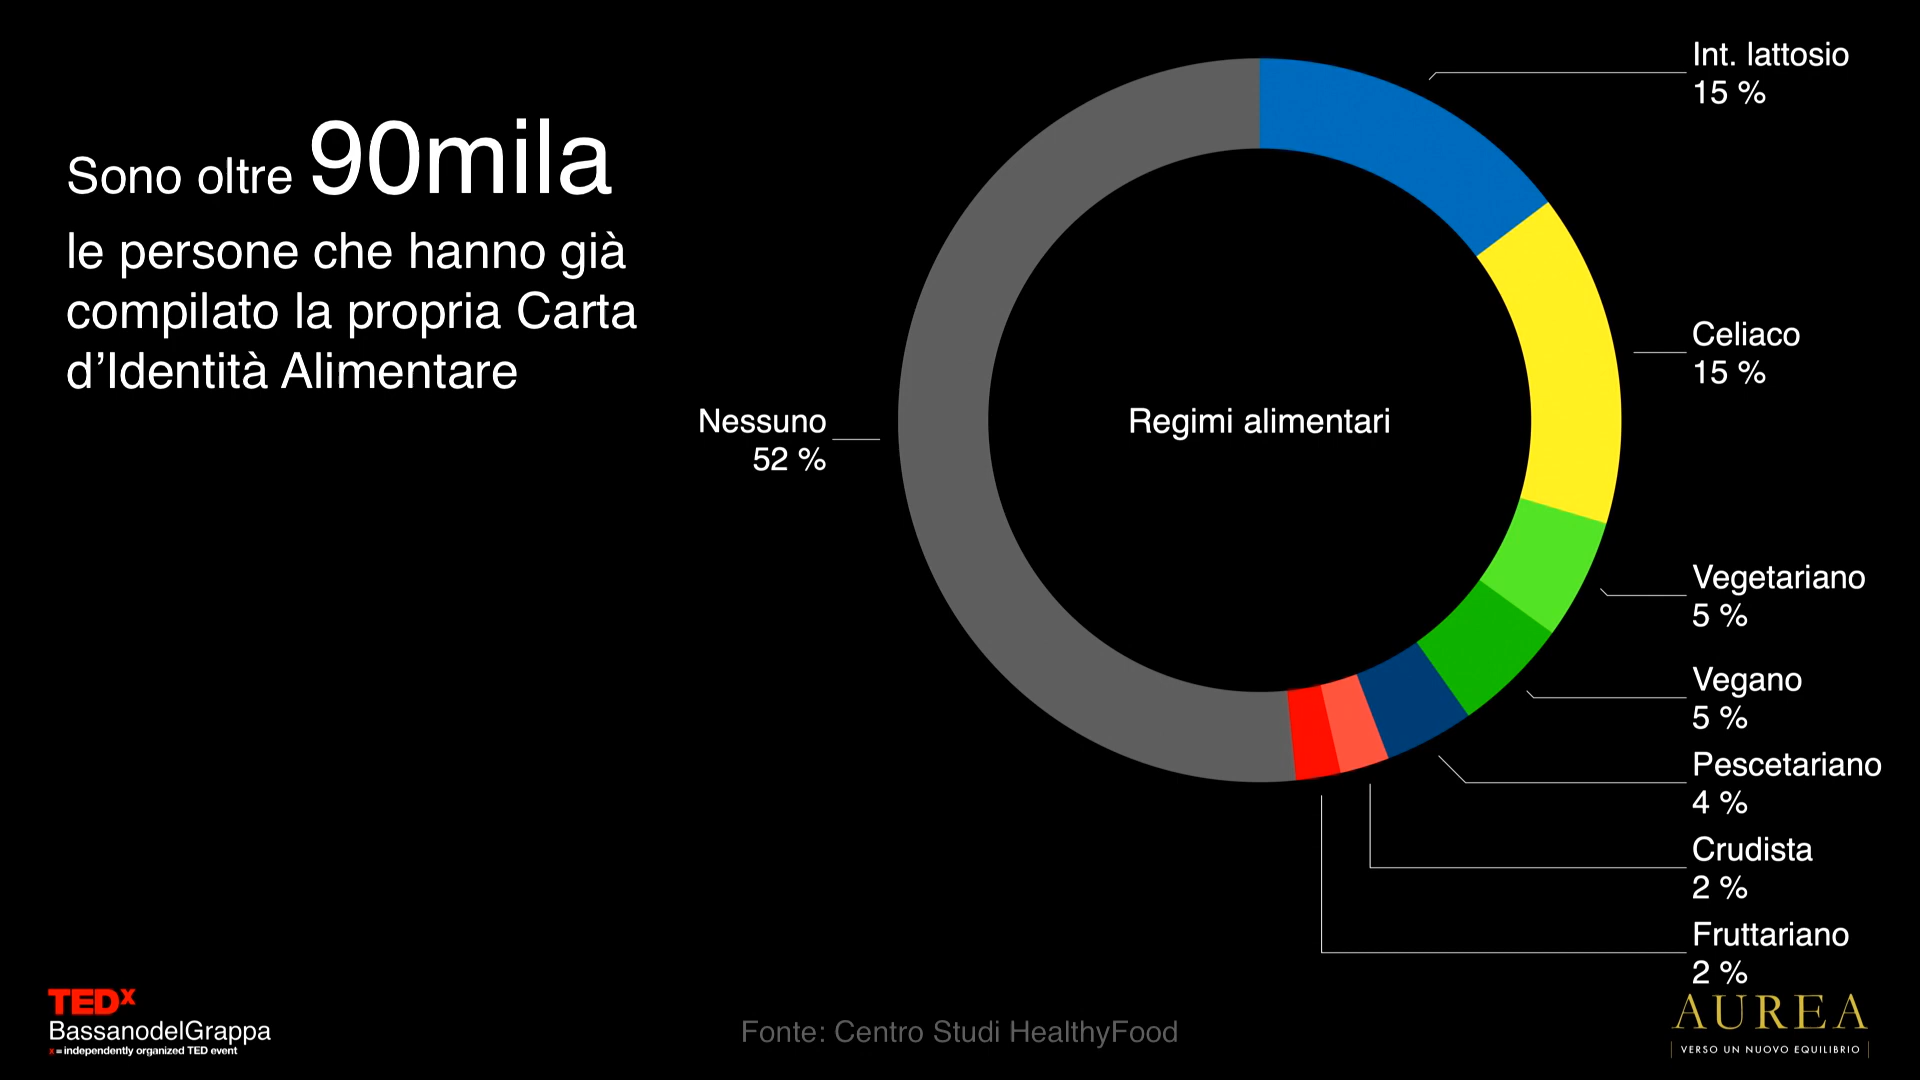 Sono oltre 90mila
le persone che hanno già
compilato la propria Carta
d’Identità Alimentare
Regimi alimentari
Int. lattosio
15 %
Celiaco
15 %
Vegetariano
5 %
Vegano
5 %
Pescetariano
4 %
Crudista
2 %
Fruttariano
2 %
Nessuno
52 %
TEDx
BassanodelGrappa
x = independently organized TED event
Fonte: Centro Studi HealthyFood
AUREA
VERSO UN NUOVO EQUILIBRIO